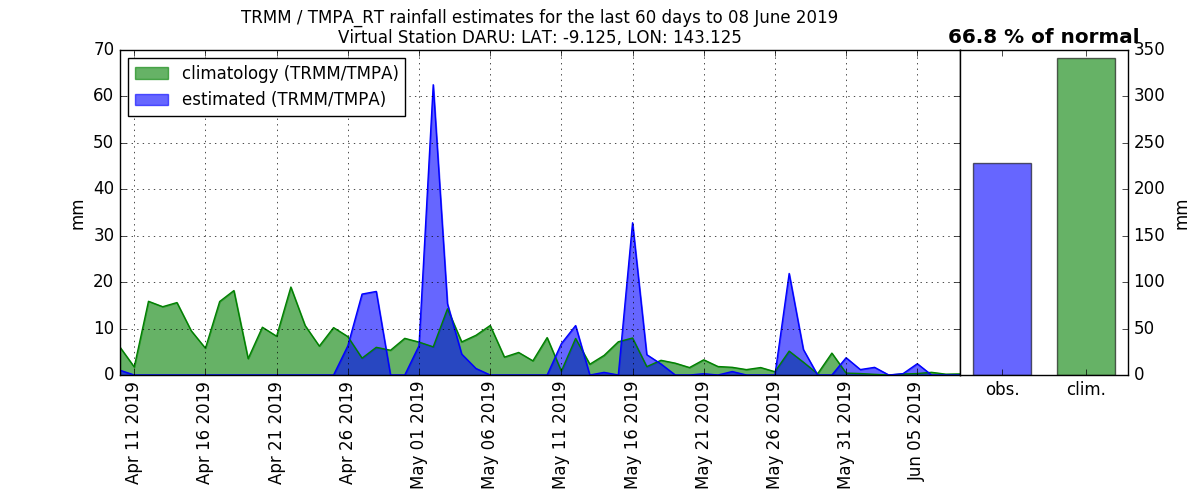 TRMM / TMPA_RT rainfall estimates for the last 60 days to 08 June 2019
Virtual Station DARU: LAT: -9.125, LON: 143.125
66.8 % of normal
climatology (TRMM/TMPA)
estimated (TRMM/TMPA)
70
60
50
40
30
20
10
0
mm
Apr 11 2019
Apr 16 2019
Apr 21 2019
Apr 26 2019
May 01 2019
May 06 2019
May 11 2019
May 16 2019
May 21 2019
May 26 2019
May 31 2019
Jun 05 2019
obs.
clim.
350
300
250
200
150
100
50
0
mm